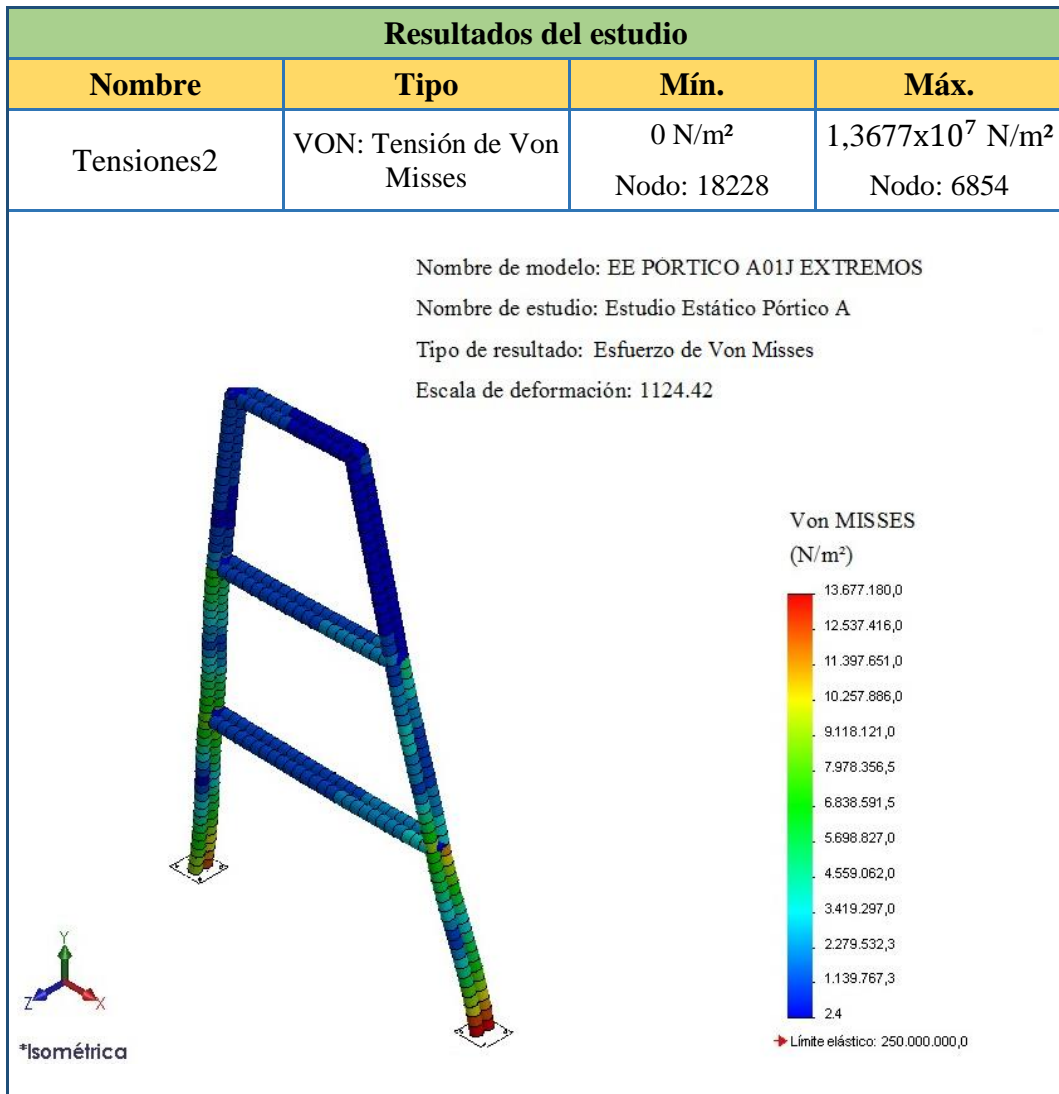 Resultados del estudio
Nombre Tipo Mín. Máx.
Tensiones2
VON: Tensión de Von
Misses
0 N/m²
Nodo: 18228
1,3677x10⁷ N/m²
Nodo: 6854
Nombre de modelo: EE PORTICO A01J EXTREMOS
Nombre de estudio: Estudio Estático Pórtico A
Tipo de resultado: Esfuerzo de Von Misses
Escala de deformación: 1124.42
Von MISSES
(N/m²)
13.677.180,0
12.537.416,0
11.397.651,0
10.257.886,0
9.118.121,0
7.978.356,5
6.838.591,5
5.698.827,0
4.559.062,0
3.419.297,0
2.279.532,3
1.139.767,3
2.4
Límite elástico: 250.000.000,0
Y
Z
X
*Isométrica